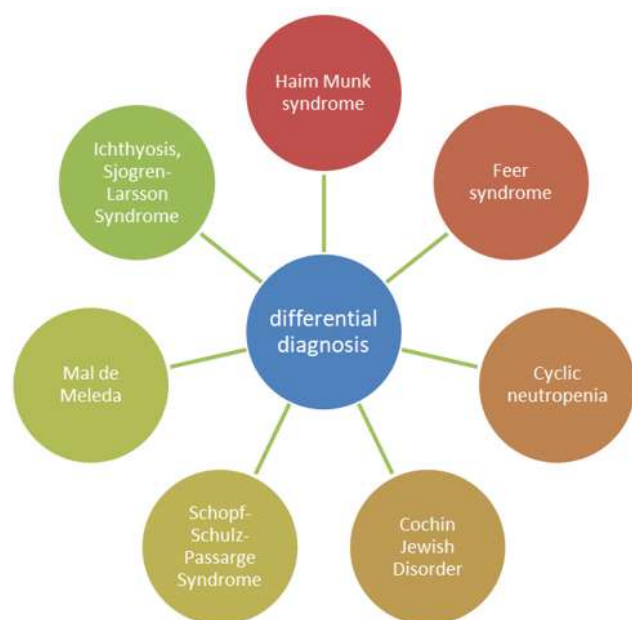 Haim Munk
syndrome
Feer
syndrome
Cyclic
neutropenia
Cochin
Jewish
Disorder
Schopf-
Schulz-
Passarge
Syndrome
Mal de
Meleda
Ichthyosis,
Sjogren-
Larsson
Syndrome
differential
diagnosis